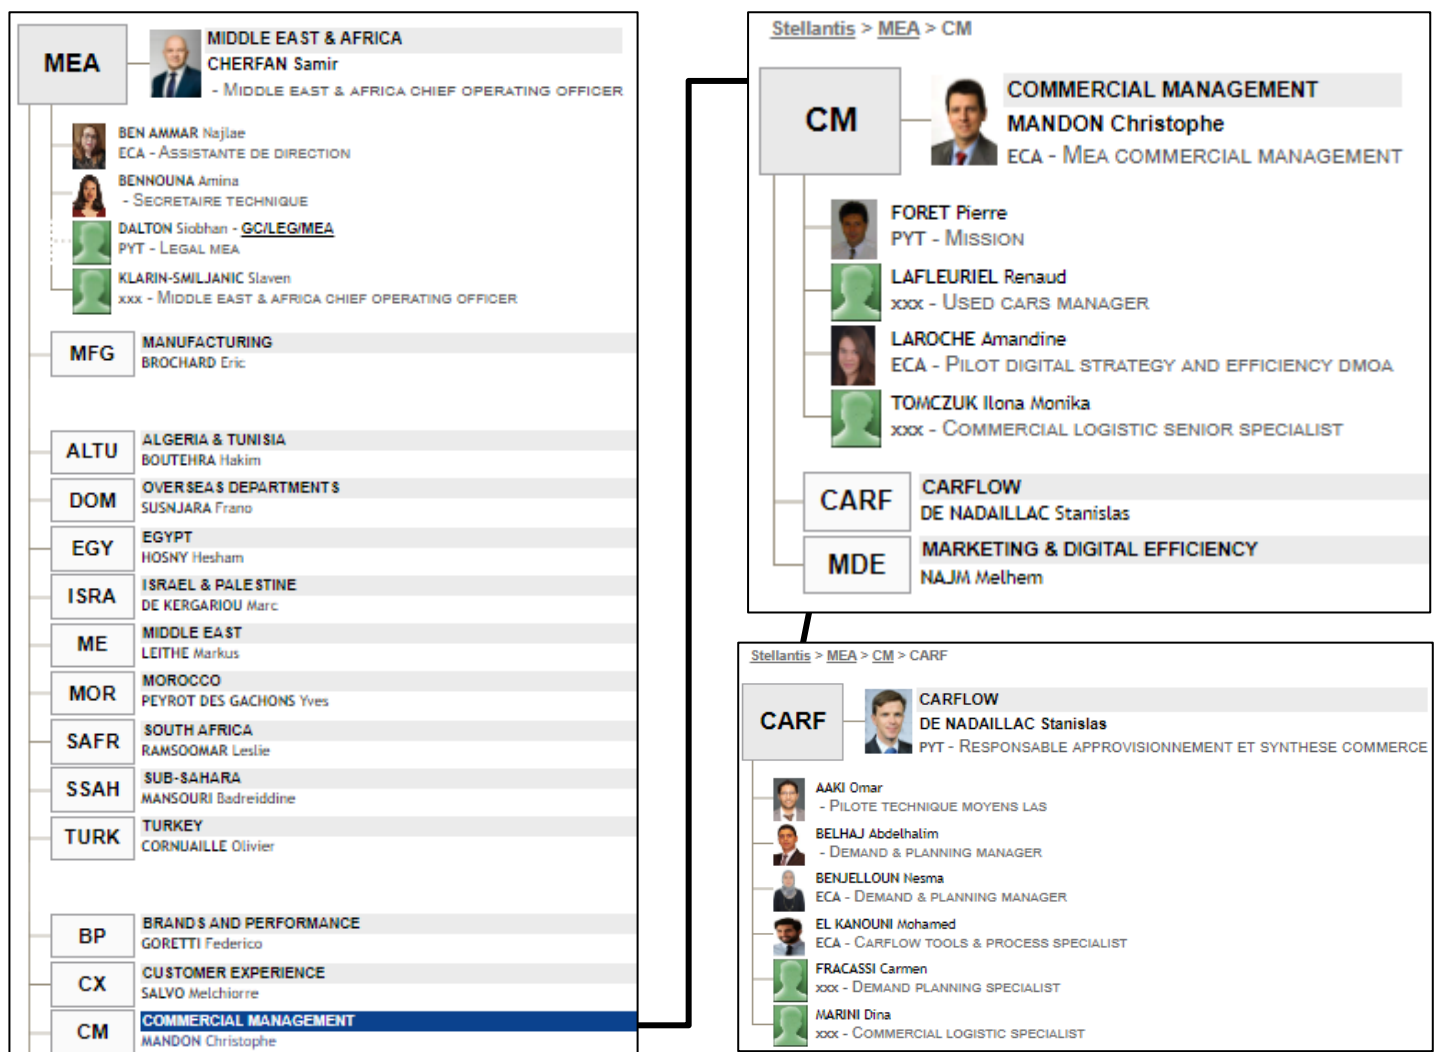 MEA
MIDDLE EAST & AFRICA
CHERFAN Samir
- MIDDLE EAST & AFRICA CHIEF OPERATING OFFICER
BEN AMMAR Najlae
ECA - ASSISTANTE DE DIRECTION
BENNOUNA Amina
- SECRETAIRE TECHNIQUE
DALTON Siobhan - GC/LEG/MEA
PYT - LEGAL MEA
KLARIN-SMILJANIC Slaven
xxx - MIDDLE EAST & AFRICA CHIEF OPERATING OFFICER
MFG
MANUFACTURING
BROCHARD Eric
ALTU
ALGERIA & TUNISIA
BOUTEHRA Hakim
DOM
OVERSEAS DEPARTMENTS
SUSNJARA Frano
EGY
EGYPT
HOSNY Hesham
ISRA
ISRAEL & PALESTINE
DE KERGARIOU Marc
ME
MIDDLE EAST
LEITHE Markus
MOR
MOROCCO
PEYROT DES GACHONS Yves
SAFR
SOUTH AFRICA
RAMSOOMAR Leslie
SSAH
SUB-SAHARA
MANSOURI Badreiddine
TURK
TURKEY
CORNUAILLE Olivier
BP
BRANDS AND PERFORMANCE
GORETTI Federico
CX
CUSTOMER EXPERIENCE
SALVO Melchiorre
CM
COMMERCIAL MANAGEMENT
MANDON Christophe
Stellantis > MEA > CM
CM
COMMERCIAL MANAGEMENT
MANDON Christophe
ECA - MEA COMMERCIAL MANAGEMENT
FORET Pierre
PYT - MISSION
LAFLEURIEL Renaud
xxx - USED CARS MANAGER
LAROCHE Amandine
ECA - PILOT DIGITAL STRATEGY AND EFFICIENCY DMOA
TOMCZUK Ilona Monika
xxx - COMMERCIAL LOGISTIC SENIOR SPECIALIST
CARF
CARFLOW
DE NADAILLAC Stanislas
MDE
MARKETING & DIGITAL EFFICIENCY
NAJM Melhem
Stellantis > MEA > CM > CARF
CARF
CARFLOW
DE NADAILLAC Stanislas
PYT - RESPONSABLE APPROVISIONNEMENT ET SYNTHESE COMMERCE
AAKI Omar
- PILOTE TECHNIQUE MOYENS LAS
BELHAJ Abdelhalim
- DEMAND & PLANNING MANAGER
BENJELLOUN Nesma
ECA - DEMAND & PLANNING MANAGER
EL KANOUNI Mohamed
ECA - CARFLOW TOOLS & PROCESS SPECIALIST
FRACASSI Carmen
xxx - DEMAND PLANNING SPECIALIST
MARINI Dina
xxx - COMMERCIAL LOGISTIC SPECIALIST